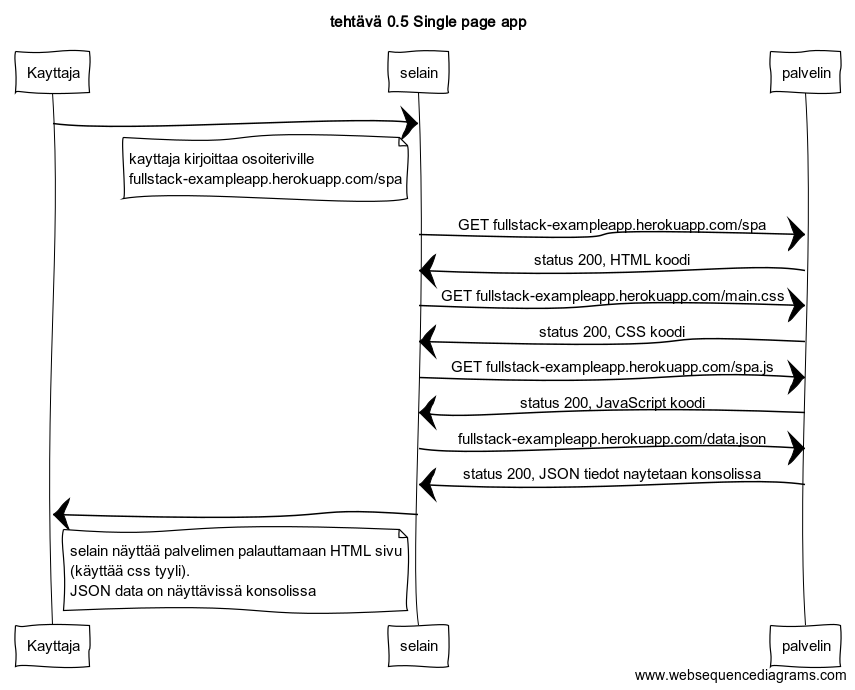 tehtävä 0.5 Single page app
Kayttaja
selain
palvelin
kayttaja kirjoittaa osoiteriville
fullstack-exampleapp.herokuapp.com/spa
GET fullstack-exampleapp.herokuapp.com/spa
status 200, HTML koodi
GET fullstack-exampleapp.herokuapp.com/main.css
status 200, CSS koodi
GET fullstack-exampleapp.herokuapp.com/spa.js
status 200, JavaScript koodi
fullstack-exampleapp.herokuapp.com/data.json
status 200, JSON tiedot naytetaan konsolissa
selain näyttää palvelimen palauttamaan HTML sivu
(käyttää css tyyli).
JSON data on näyttävissä konsolissa
Kayttaja
selain
palvelin
www.websequencediagrams.com